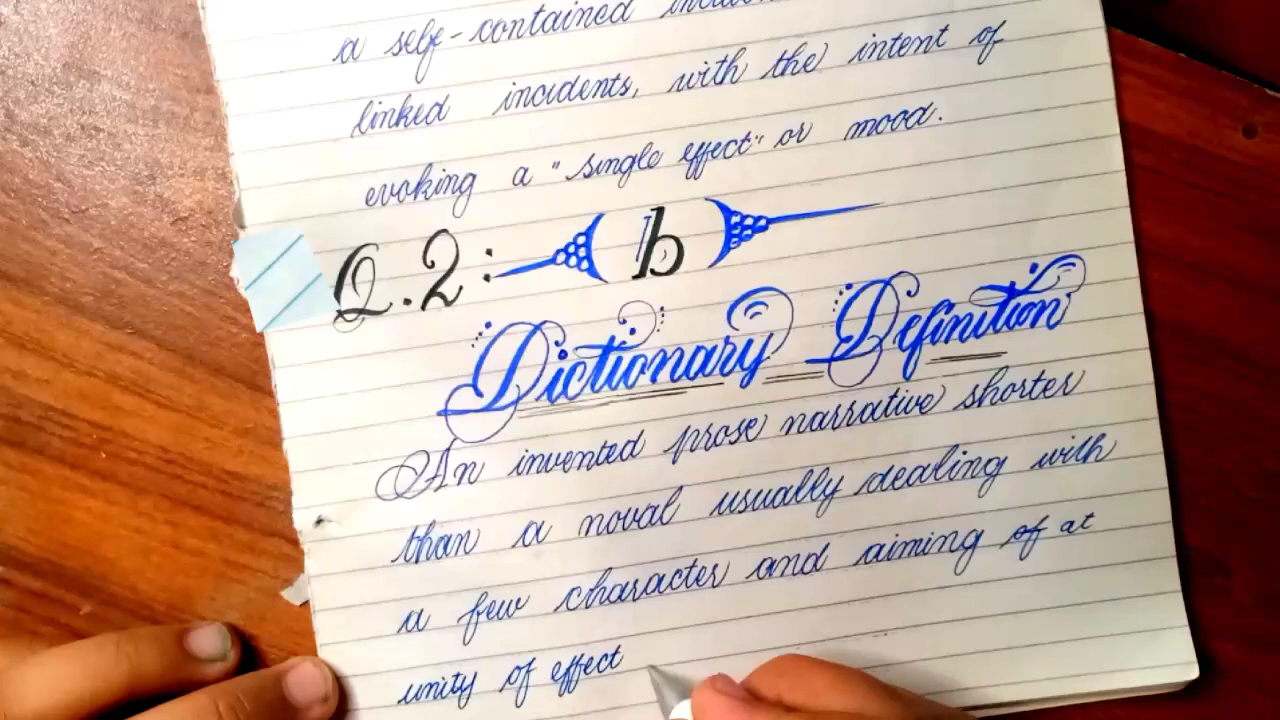 a self-contained
linked incidents, with the intent of
evoking a "single effect" or mood.
Q.2: (b)
Dictionary Definition
An invented prose narrative shorter
than a noval usually dealing with
a few character and aiming of at
unity of effect